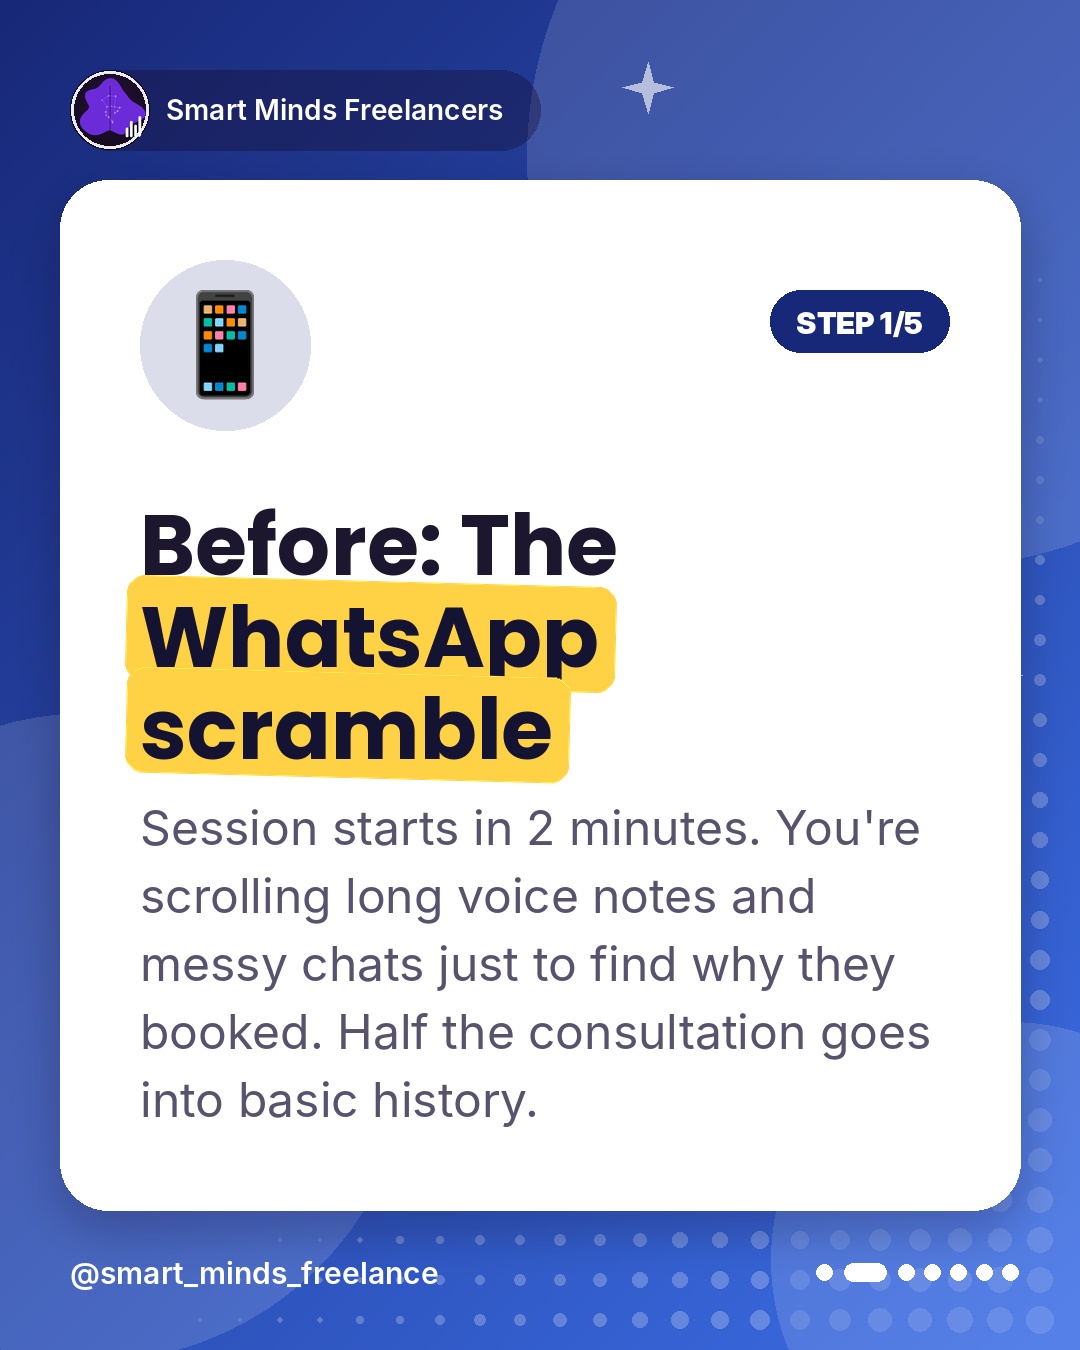 Smart Minds Freelancers
STEP 1/5
Before: The
WhatsApp
scramble
Session starts in 2 minutes. You're
scrolling long voice notes and
messy chats just to find why they
booked. Half the consultation goes
into basic history.
@smart_minds_freelance